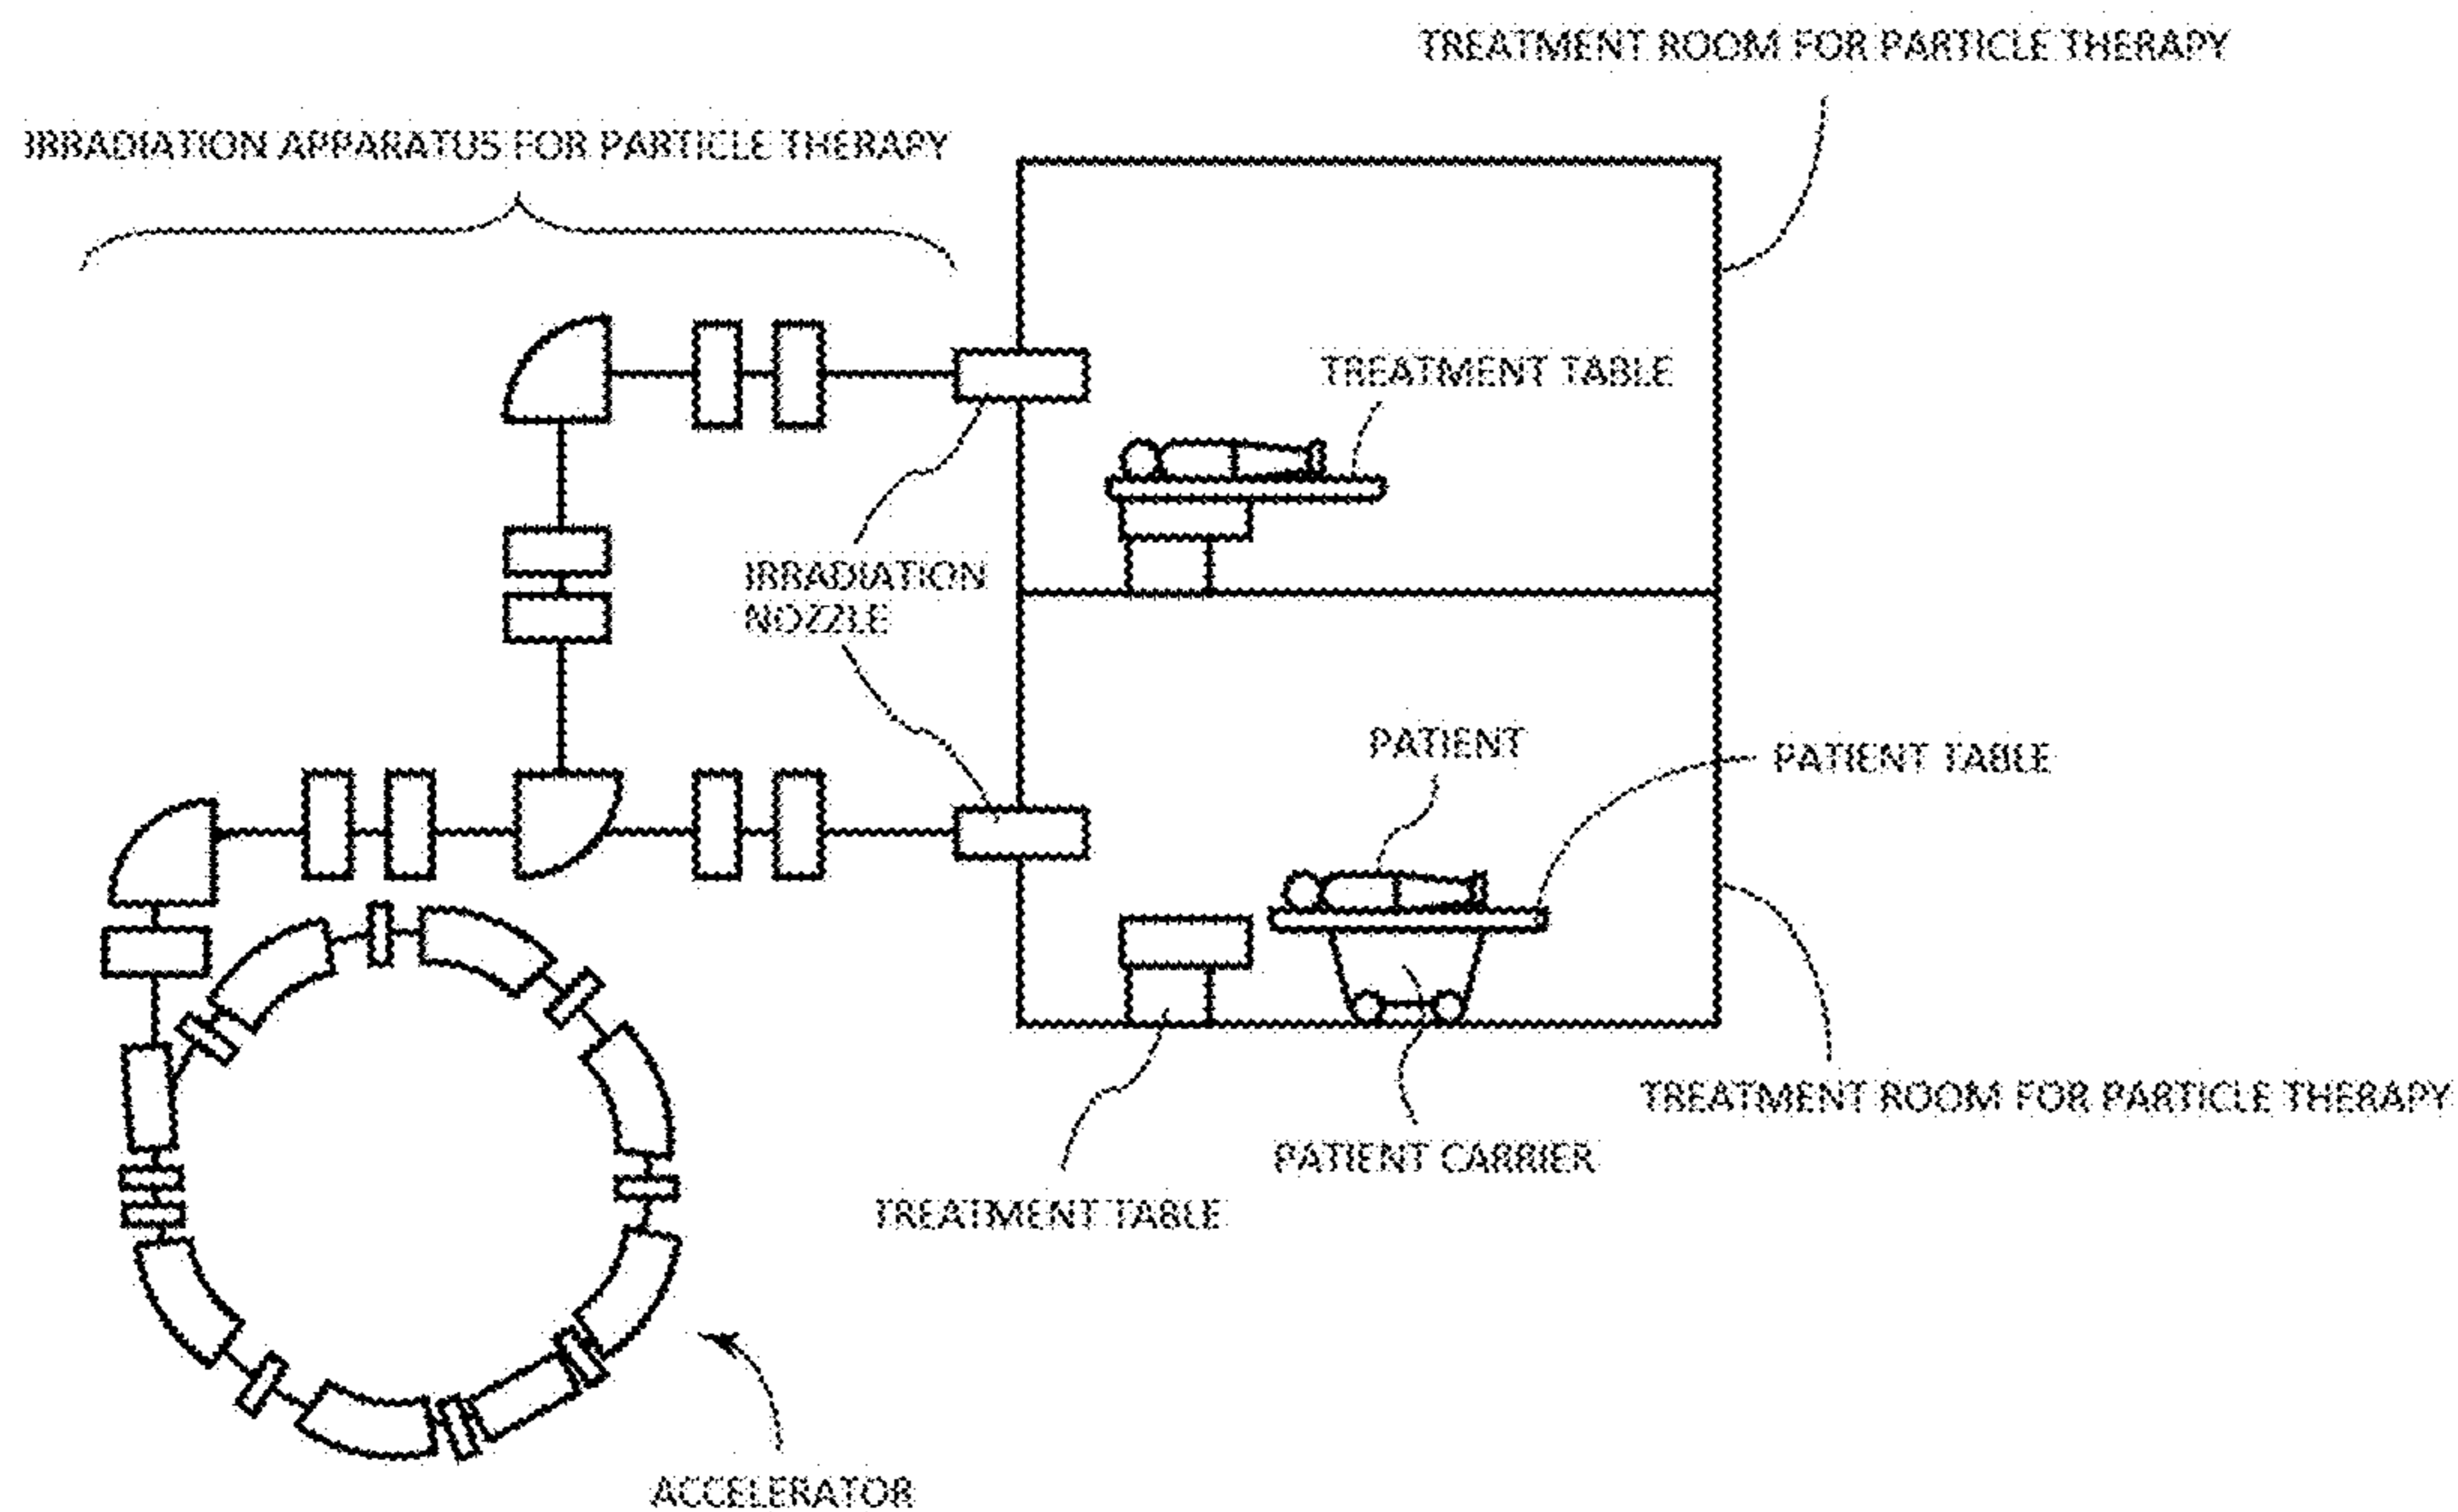 TREATMENT ROOM FOR PARTICLE THERAPY
IRRADIATION APPARATUS FOR PARTICLE THERAPY
TREATMENT TABLE
IRRADIATION
NOZZLE
PATIENT
PATIENT TABLE
TREATMENT ROOM FOR PARTICLE THERAPY
PATIENT CARRIER
TREATMENT TABLE
ACCELERATOR